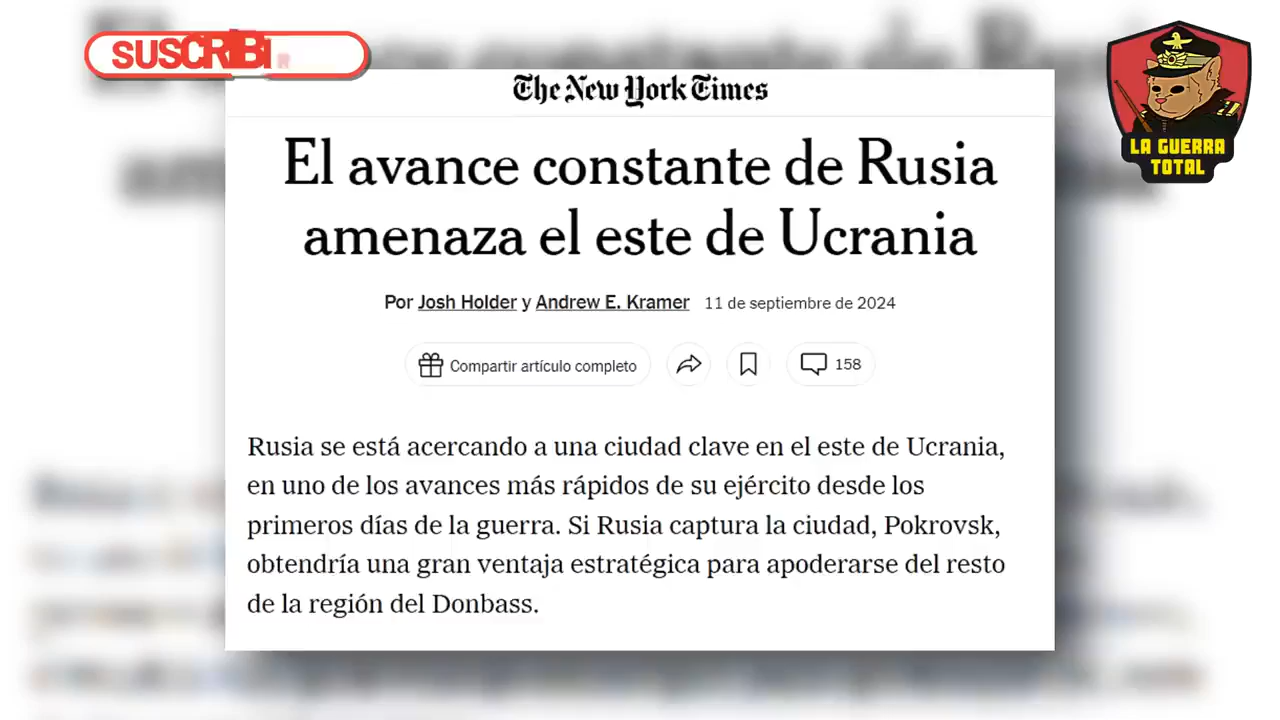 SUSCRIBIR
The New York Times
El avance constante de Rusia
amenaza el este de Ucrania
Por Josh Holder y Andrew E. Kramer 11 de septiembre de 2024
Compartir artículo completo 158
Rusia se está acercando a una ciudad clave en el este de Ucrania,
en uno de los avances más rápidos de su ejército desde los
primeros días de la guerra. Si Rusia captura la ciudad, Pokrovsk,
obtendría una gran ventaja estratégica para apoderarse del resto
de la región del Donbass.
LA GUERRA
TOTAL